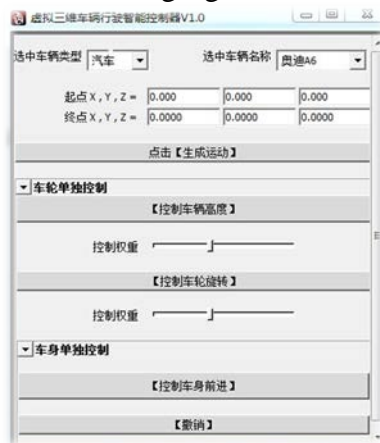 虚拟三维车辆行驶智能控制器V1.0
选中车辆类型 汽车 选中车辆名称 奥迪A6
起点X,Y,Z= 0.000 0.000 0.000
终点X,Y,Z= 0.0000 0.0000 0.0000
点击【生成运动】
车轮单独控制
【控制车辆高度】
控制权重
【控制车轮旋转】
控制权重
车身单独控制
【控制车身前进】
【撤销】